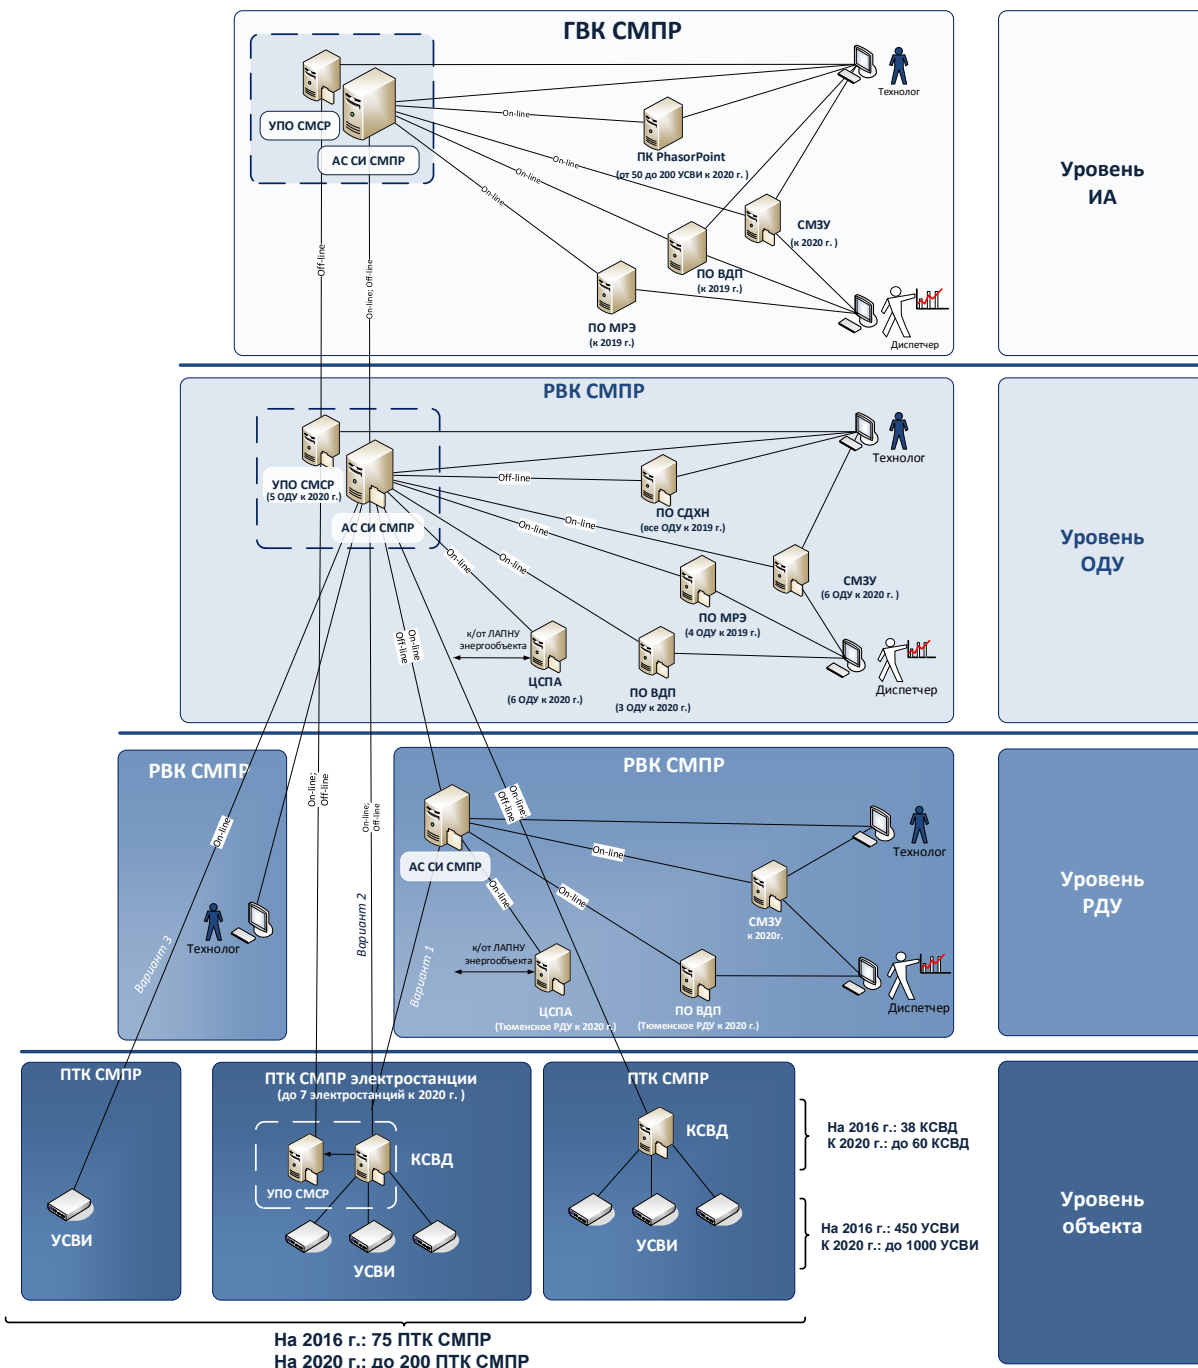 ГВК СМПР
УПО СМСР
АС СИ СМПР
Технолог
On-line
ПК PhasorPoint
(от 50 до 200 УСВИ к 2020 г. )
On-line
On-line
On-line
СМЗУ
(к 2020 г. )
ПО ВДП
(к 2019 г.)
ПО МРЭ
(к 2019 г.)
Диспетчер
Off-line
On-line; Off-line
Уровень
ИА
РВК СМПР
УПО СМСР
(5 ОДУ к 2020 г.)
АС СИ СМПР
Технолог
Off-line
ПО СДХН
(все ОДУ к 2019 г.)
On-line
On-line
On-line
On-line
СМЗУ
(6 ОДУ к 2020 г. )
ПО МРЭ
(4 ОДУ к 2019 г.)
On-line
Off-line
к/от ЛАПНУ
энергообъекта
ЦСПА
(6 ОДУ к 2020 г.)
ПО ВДП
(3 ОДУ к 2020 г.)
Диспетчер
Уровень
ОДУ
РВК СМПР
On-line
Технолог
Вариант 3
On-line;
Off-line
On-line;
Off-line
Вариант 2
РВК СМПР
On-line;
Off-line
АС СИ СМПР
On-line
On-line
On-line
Технолог
СМЗУ
к 2020г.
Вариант 1
к/от ЛАПНУ
энергообъекта
ЦСПА
(Тюменское РДУ к 2020 г.)
ПО ВДП
(Тюменское РДУ к 2020 г.)
Диспетчер
Уровень
РДУ
ПТК СМПР
УСВИ
ПТК СМПР электростанции
(до 7 электростанций к 2020 г. )
УПО СМСР
КСВД
УСВИ
ПТК СМПР
КСВД
УСВИ
На 2016 г.: 38 КСВД
К 2020 г.: до 60 КСВД
На 2016 г.: 450 УСВИ
К 2020 г.: до 1000 УСВИ
Уровень
объекта
На 2016 г.: 75 ПТК СМПР
На 2020 г.: до 200 ПТК СМПР